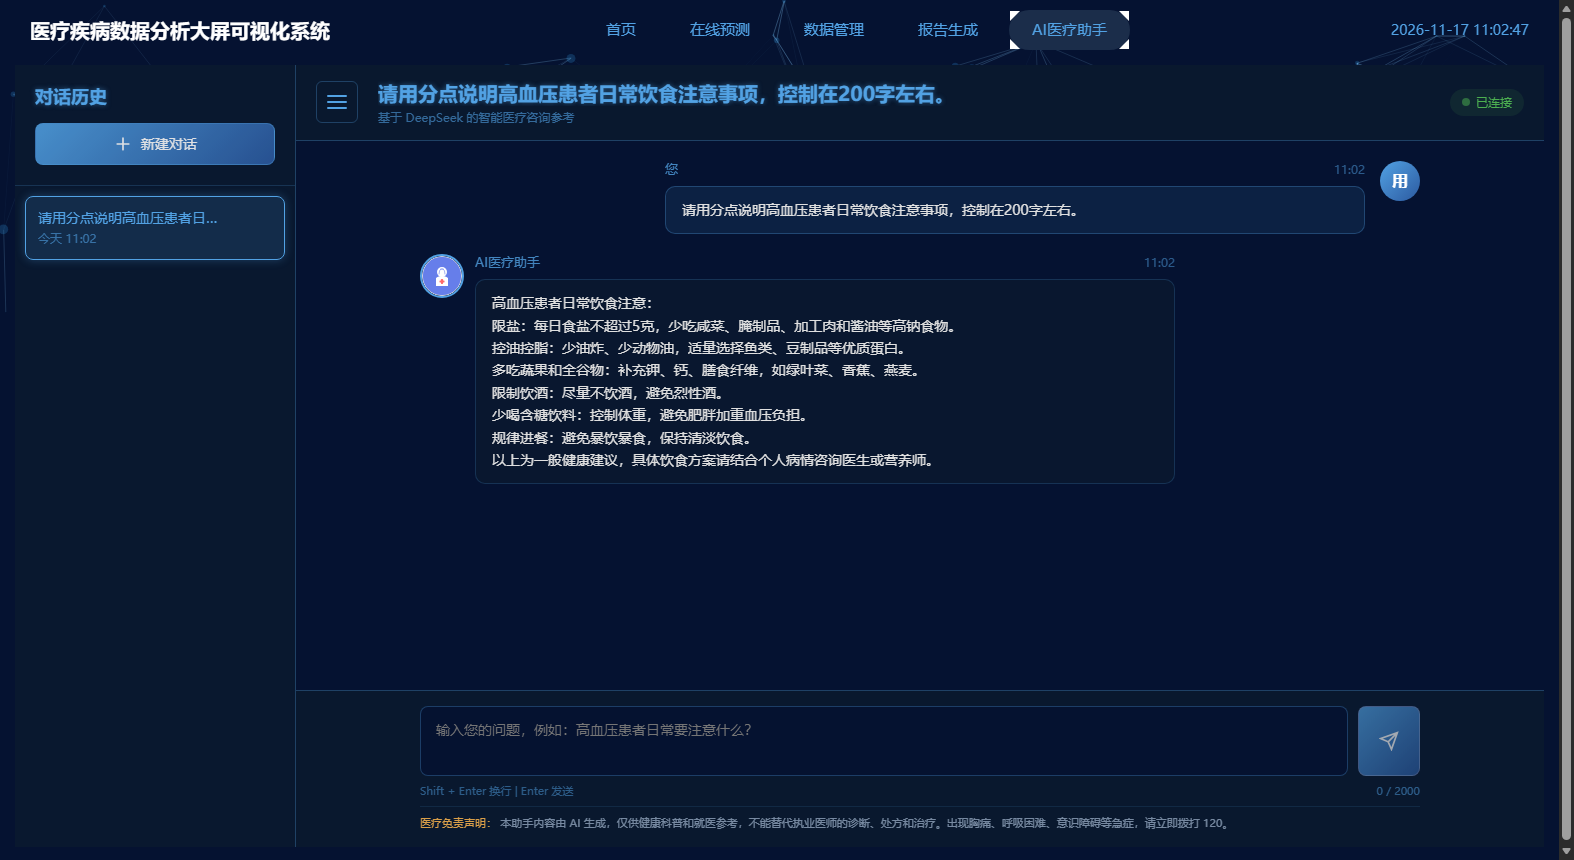 医疗疾病数据分析大屏可视化系统
首页
在线预测
数据管理
报告生成
AI医疗助手
2026-11-17 11:02:47
对话历史
新建对话
请用分点说明高血压患者日...
今天 11:02
请用分点说明高血压患者日常饮食注意事项，控制在200字左右。
基于 DeepSeek 的智能医疗咨询参考
已连接
您
11:02
用
请用分点说明高血压患者日常饮食注意事项，控制在200字左右。
AI医疗助手
11:02
高血压患者日常饮食注意：
限盐：每日食盐不超过5克，少吃咸菜、腌制品、加工肉和酱油等高钠食物。
控油控脂：少油炸、少动物油，适量选择鱼类、豆制品等优质蛋白。
多吃蔬果和全谷物：补充钾、钙、膳食纤维，如绿叶菜、香蕉、燕麦。
限制饮酒：尽量不饮酒，避免烈性酒。
少喝含糖饮料：控制体重，避免肥胖加重血压负担。
规律进餐：避免暴饮暴食，保持清淡饮食。
以上为一般健康建议，具体饮食方案请结合个人病情咨询医生或营养师。
输入您的问题，例如：高血压患者日常要注意什么？
Shift + Enter 换行 | Enter 发送
0 / 2000
医疗免责声明： 本助手内容由 AI 生成，仅供健康科普和就医参考，不能替代执业医师的诊断、处方和治疗。出现胸痛、呼吸困难、意识障碍等急症，请立即拨打 120。